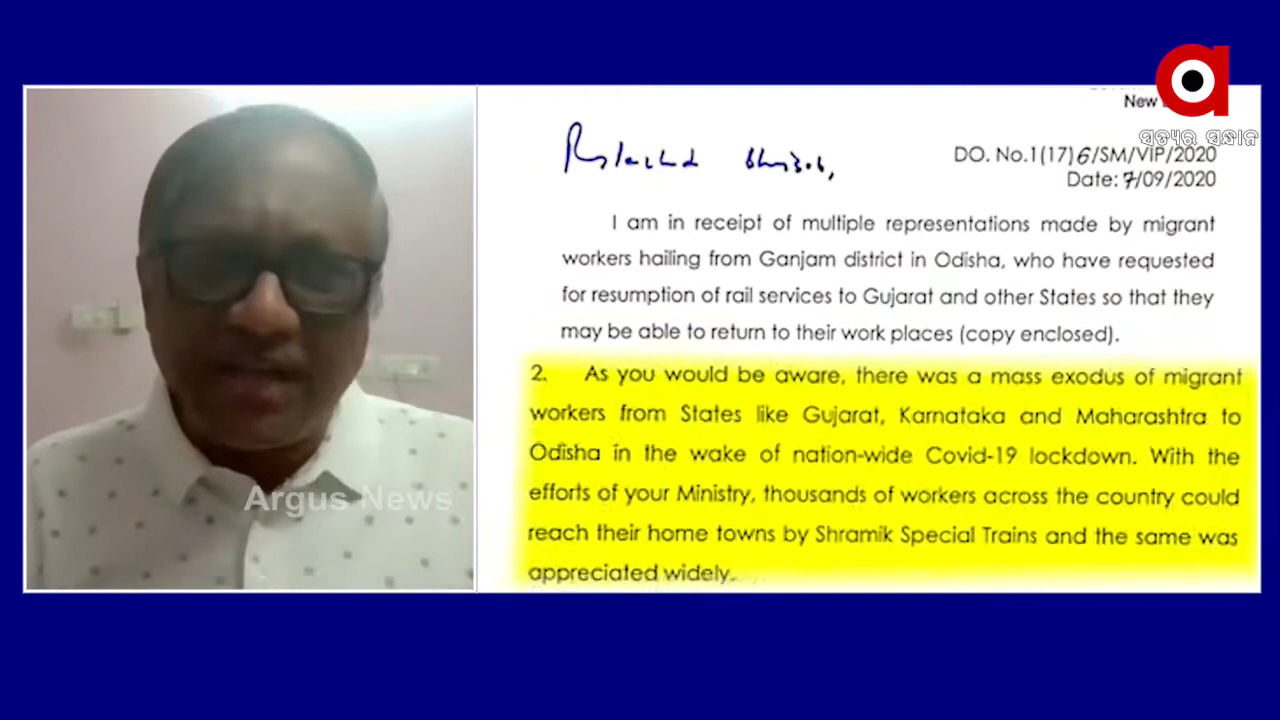 New
ସତ୍ୟର ସନ୍ଧାନ
DO. No.1(17)6/SM/VIP/2020
Date: 7/09/2020
I am in receipt of multiple representations made by migrant
workers hailing from Ganjam district in Odisha, who have requested
for resumption of rail services to Gujarat and other States so that they
may be able to return to their work places (copy enclosed).
2. As you would be aware, there was a mass exodus of migrant
workers from States like Gujarat, Karnataka and Maharashtra to
Odisha in the wake of nation-wide Covid-19 lockdown. With the
efforts of your Ministry, thousands of workers across the country could
reach their home towns by Shramik Special Trains and the same was
appreciated widely.
Argus News